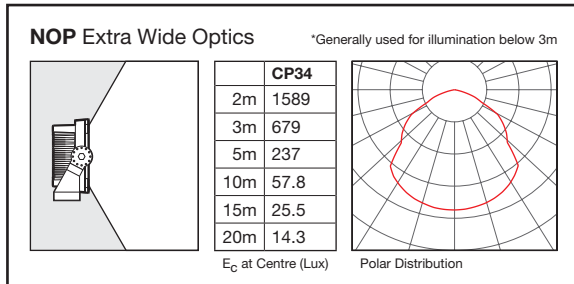 NOP Extra Wide Optics
*Generally used for illumination below 3m
CP34
2m 1589
3m 679
5m 237
10m 57.8
15m 25.5
20m 14.3
EC at Centre (Lux)
Polar Distribution